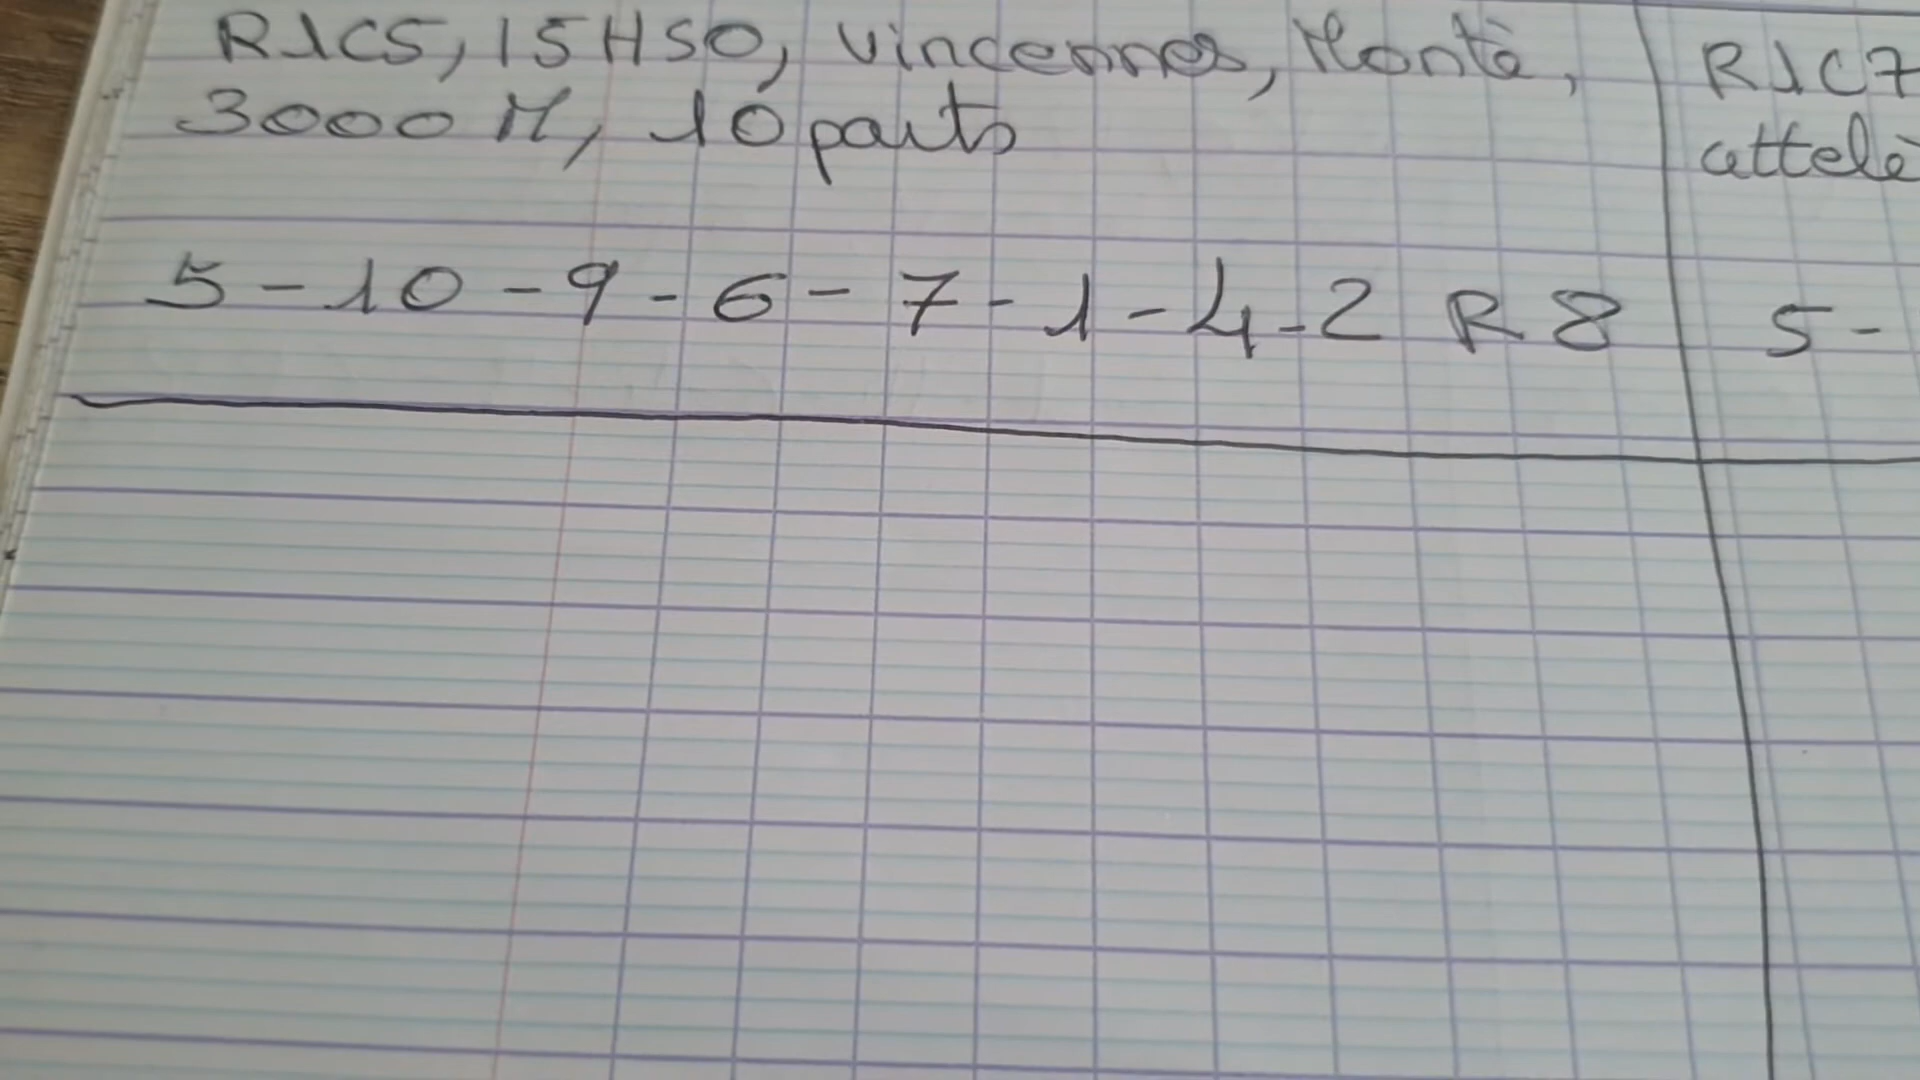 R1C5, 15H50, Vincennes, Monté,
3000 M, 10 parts
5 - 10 - 9 - 6 - 7 - 1 - 4 - 2 R 8
R1C7
attelé
5 -